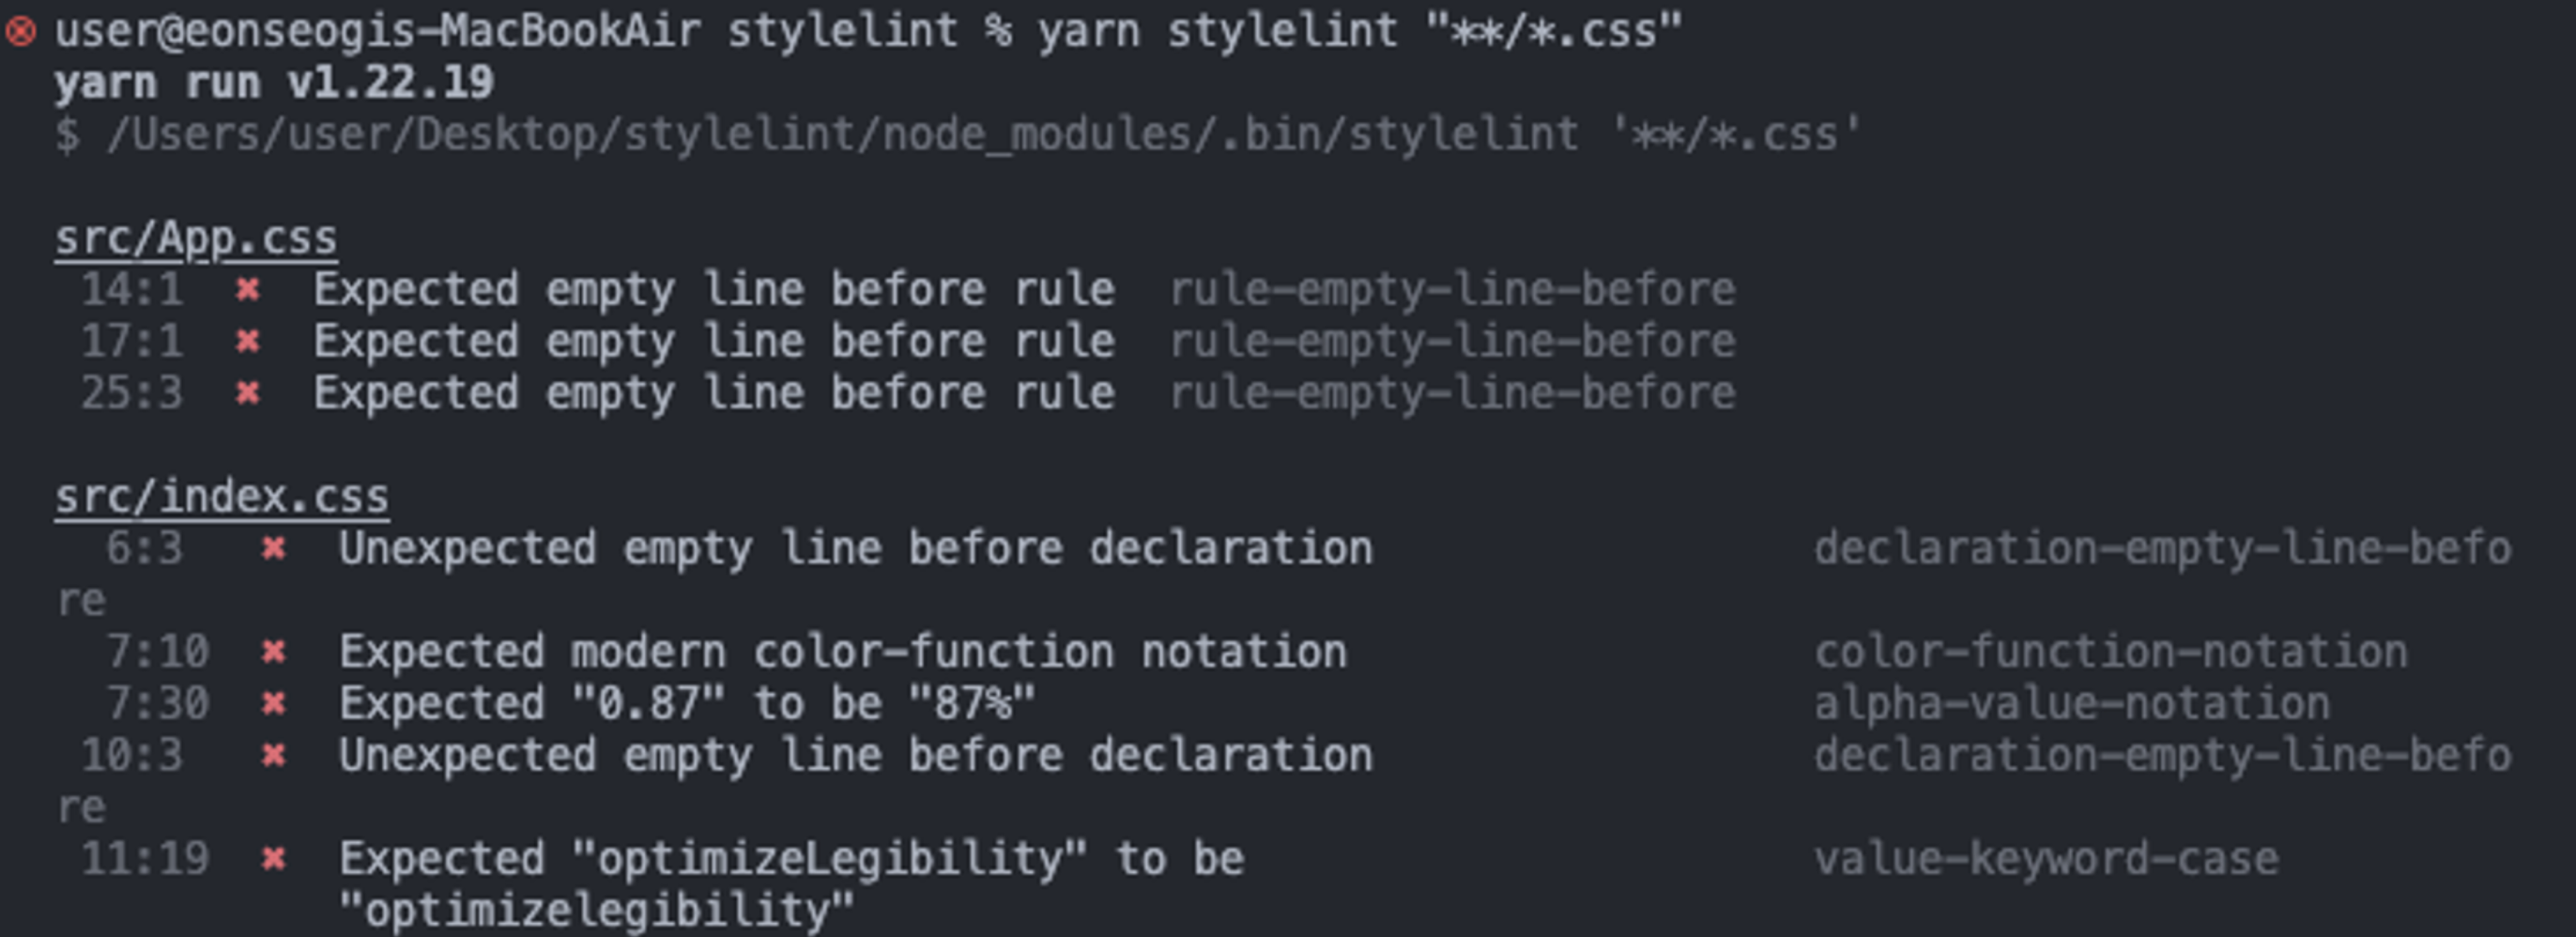 user@eonseogis-MacBookAir stylelint % yarn stylelint "**/*.css"
yarn run v1.22.19
$ /Users/user/Desktop/stylelint/node_modules/.bin/stylelint '**/*.css'
src/App.css
14:1 ✖ Expected empty line before rule rule-empty-line-before
17:1 ✖ Expected empty line before rule rule-empty-line-before
25:3 ✖ Expected empty line before rule rule-empty-line-before
src/index.css
6:3 ✖ Unexpected empty line before declaration declaration-empty-line-befo
re
7:10 ✖ Expected modern color-function notation color-function-notation
7:30 ✖ Expected "0.87" to be "87%" alpha-value-notation
10:3 ✖ Unexpected empty line before declaration declaration-empty-line-befo
re
11:19 ✖ Expected "optimizeLegibility" to be value-keyword-case
"optimizelegibility"